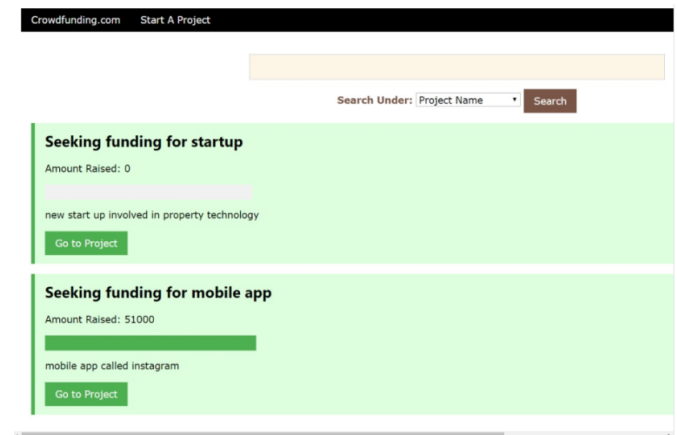 Crowdfunding.com Start A Project
Search Under: Project Name Search
Seeking funding for startup
Amount Raised: 0
new start up involved in property technology
Go to Project
Seeking funding for mobile app
Amount Raised: 51000
mobile app called instagram
Go to Project